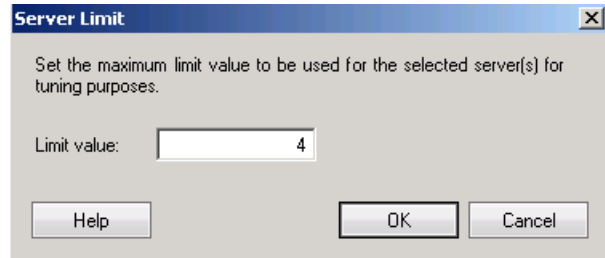 Server Limit
Set the maximum limit value to be used for the selected server(s) for
tuning purposes.
Limit value: 4
Help OK Cancel